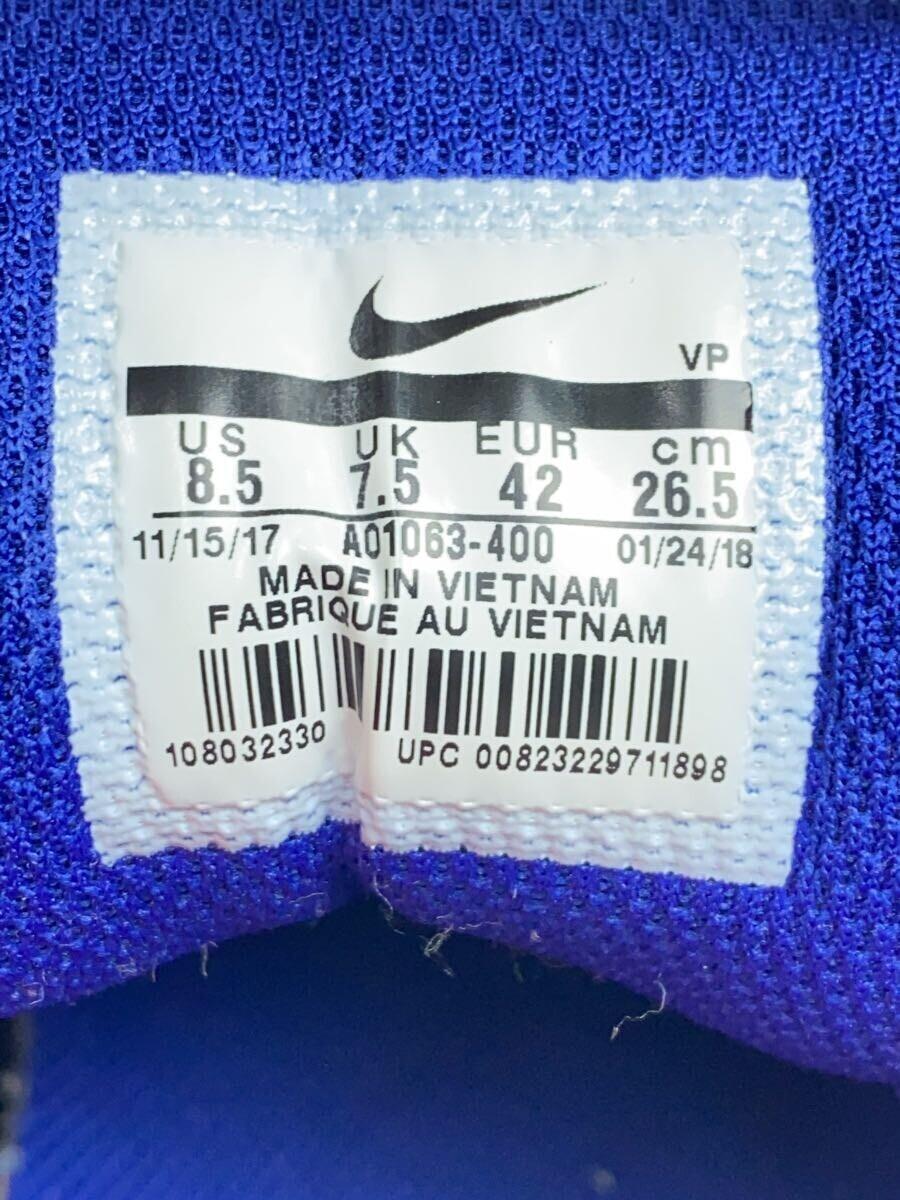 VP
US UK EUR cm
8.5 7.5 42 26.5
11/15/17 AO1063-400 01/24/18
MADE IN VIETNAM
FABRIQUE AU VIETNAM
108032330 UPC 00823229711898